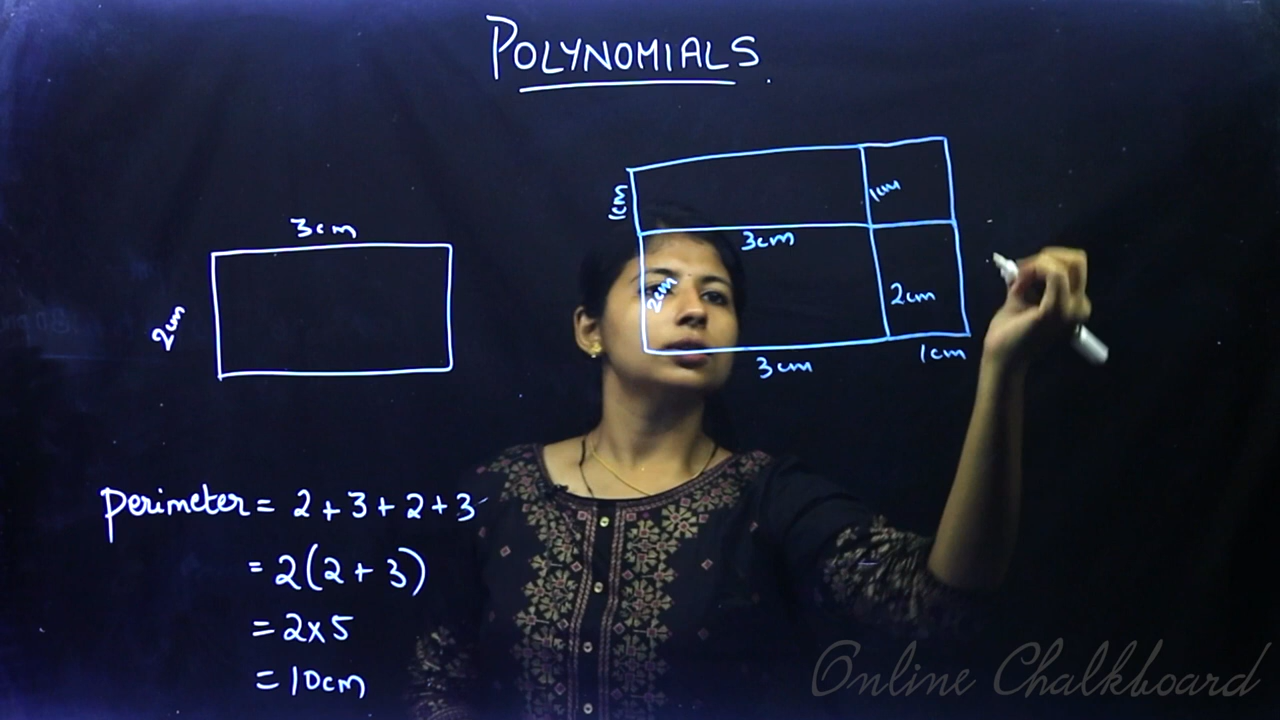 POLYNOMIALS
3cm
2cm
1cm
1cm
3cm
2cm
2cm
3cm
1cm
Perimeter = 2 + 3 + 2 + 3
= 2(2 + 3)
= 2x5
= 10cm
Online Chalkboard